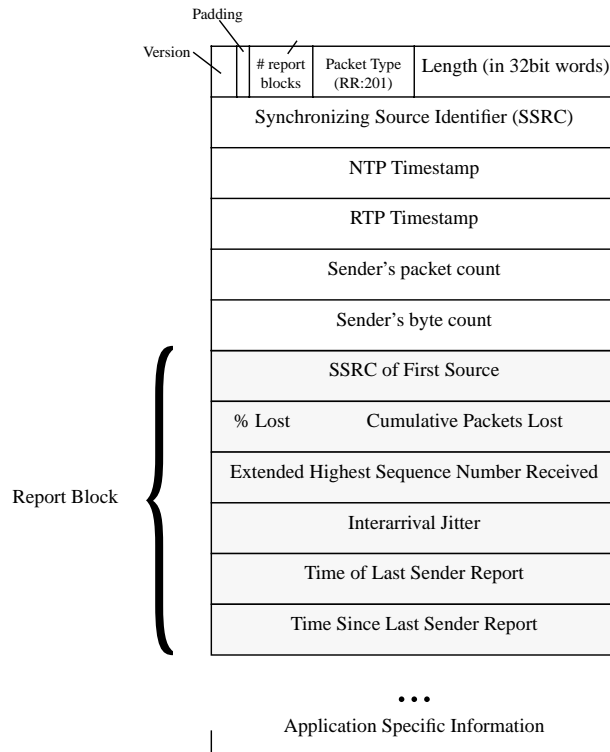 Padding
Version
# report
blocks
Packet Type
(RR:201)
Length (in 32bit words)
Synchronizing Source Identifier (SSRC)
NTP Timestamp
RTP Timestamp
Sender's packet count
Sender's byte count
SSRC of First Source
% Lost Cumulative Packets Lost
Extended Highest Sequence Number Received
Report Block
Interarrival Jitter
Time of Last Sender Report
Time Since Last Sender Report
...
Application Specific Information